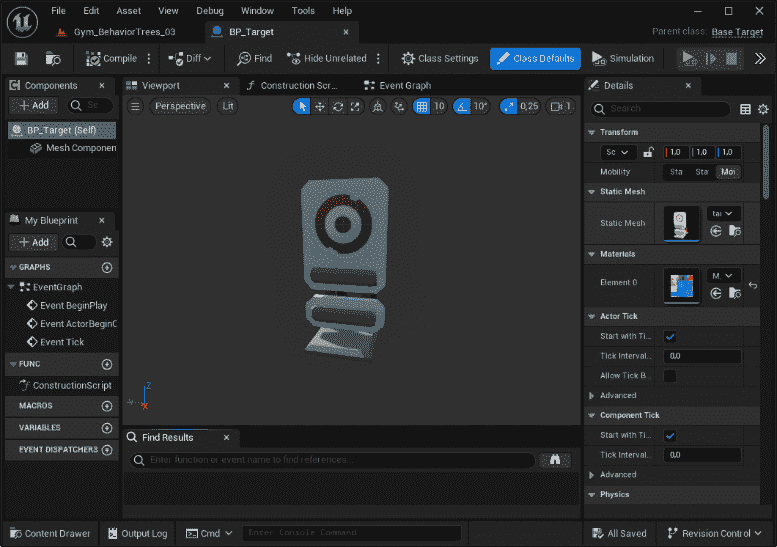 File Edit Asset View Debug Window Tools Help
Gym_BehaviorTrees_03
BP_Target
Parent class: Base Target
Compile
Diff
Find
Hide Unrelated
Class Settings
Class Defaults
Simulation
Components
Add
Se
BP_Target (Self)
Mesh Componen
My Blueprint
Add
GRAPHS
EventGraph
Event BeginPlay
Event ActorBeginO
Event Tick
FUNC
ConstructionScript
MACROS
VARIABLES
EVENT DISPATCHERS
Viewport
Construction Scr...
Event Graph
Perspective
Lit
10
10°
0,25
1
Z
Y
X
Find Results
Enter function or event name to find references...
Details
Search
Transform
Sc
1,0 1,0 1,0
Mobility
Sta
Sta
Mo
Static Mesh
Static Mesh
tai
Materials
Element 0
M.
Actor Tick
Start with Ti...
Tick Interval...
0,0
Allow Tick B...
Advanced
Component Tick
Start with Ti...
Tick Interval...
0,0
Advanced
Physics
Content Drawer
Output Log
Cmd
Enter Console Command
All Saved
Revision Control